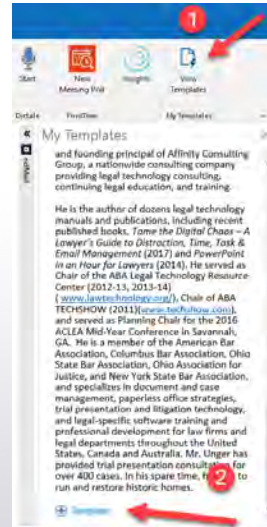 1
Start
New
Meeting Poll
Insights
View
Templates
Dictate
FindTime
My Templates
My Templates
and founding principal of Affinity Consulting
Group, a nationwide consulting company
providing legal technology consulting,
continuing legal education, and training.
He is the author of dozens legal technology
manuals and publications, including recent
published books, Tame the Digital Chaos – A
Lawyer's Guide to Distraction, Time, Task &
Email Management (2017) and PowerPoint
in an Hour for Lawyers (2014). He served as
Chair of the ABA Legal Technology Resource
Center (2012-13, 2013-14)
(www.lawtechnology.org/), Chair of ABA
TECHSHOW (2011)(www.techshow.com),
and served as Planning Chair for the 2016
ACLEA Mid-Year Conference in Savannah,
GA. He is a member of the American Bar
Association, Columbus Bar Association, Ohio
State Bar Association, Ohio Association for
Justice, and New York State Bar Association,
and specializes in document and case
management, paperless office strategies,
trial presentation and litigation technology,
and legal-specific software training and
professional development for law firms and
legal departments throughout the United
States, Canada and Australia. Mr. Unger has
provided trial presentation consultation for
over 400 cases. In his spare time, to
run and restore historic homes.
2
Template